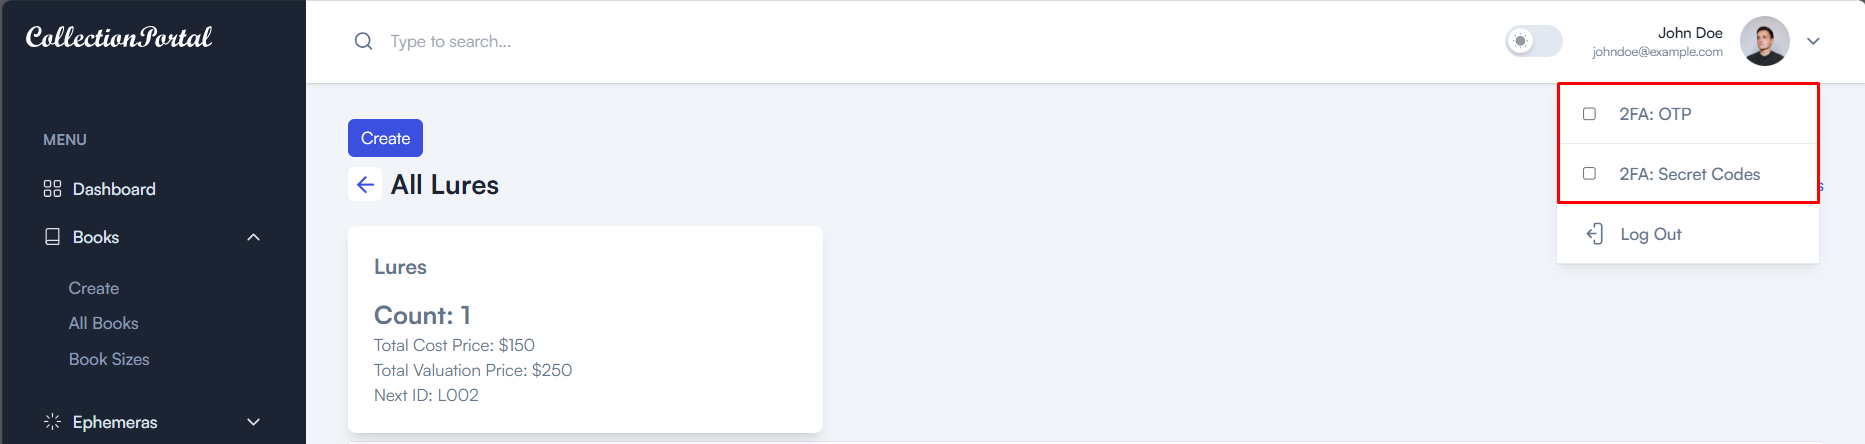 CollectionPortal
Type to search...
John Doe
johndoe@example.com
2FA: OTP
2FA: Secret Codes
Log Out
MENU
Dashboard
Books
Create
All Books
Book Sizes
Ephemeras
Create
All Lures
s
Lures
Count: 1
Total Cost Price: $150
Total Valuation Price: $250
Next ID: L002